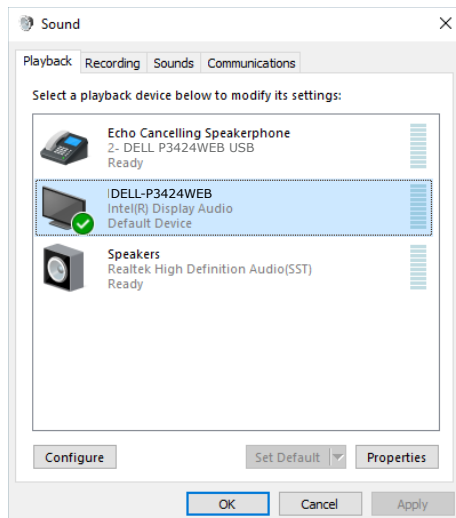 Sound
Playback Recording Sounds Communications
Select a playback device below to modify its settings:
Echo Cancelling Speakerphone
2- DELL P3424WEB USB
Ready
DELL-P3424WEB
Intel(R) Display Audio
Default Device
Speakers
Realtek High Definition Audio(SST)
Ready
Configure Set Default Properties
OK Cancel Apply